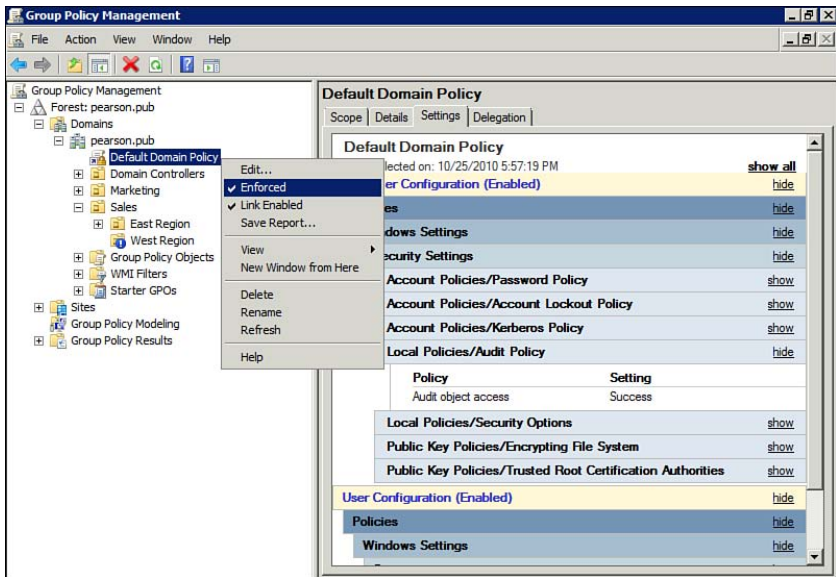 Group Policy Management
File Action View Window Help
Group Policy Management
Forest: pearson.pub
Domains
pearson.pub
Default Domain Policy
Domain Controllers
Marketing
Sales
East Region
West Region
Group Policy Objects
WMI Filters
Starter GPOs
Sites
Group Policy Modeling
Group Policy Results
Edit...
Enforced
Link Enabled
Save Report...
View
New Window from Here
Delete
Rename
Refresh
Help
Default Domain Policy
Scope Details Settings Delegation
Default Domain Policy
lected on: 10/25/2010 5:57:19 PM show all
er Configuration (Enabled) hide
es hide
dows Settings hide
ecurity Settings hide
Account Policies/Password Policy show
Account Policies/Account Lockout Policy show
Account Policies/Kerberos Policy show
Local Policies/Audit Policy hide
Policy Setting
Audit object access Success
Local Policies/Security Options show
Public Key Policies/Encrypting File System show
Public Key Policies/Trusted Root Certification Authorities show
User Configuration (Enabled) hide
Policies hide
Windows Settings hide